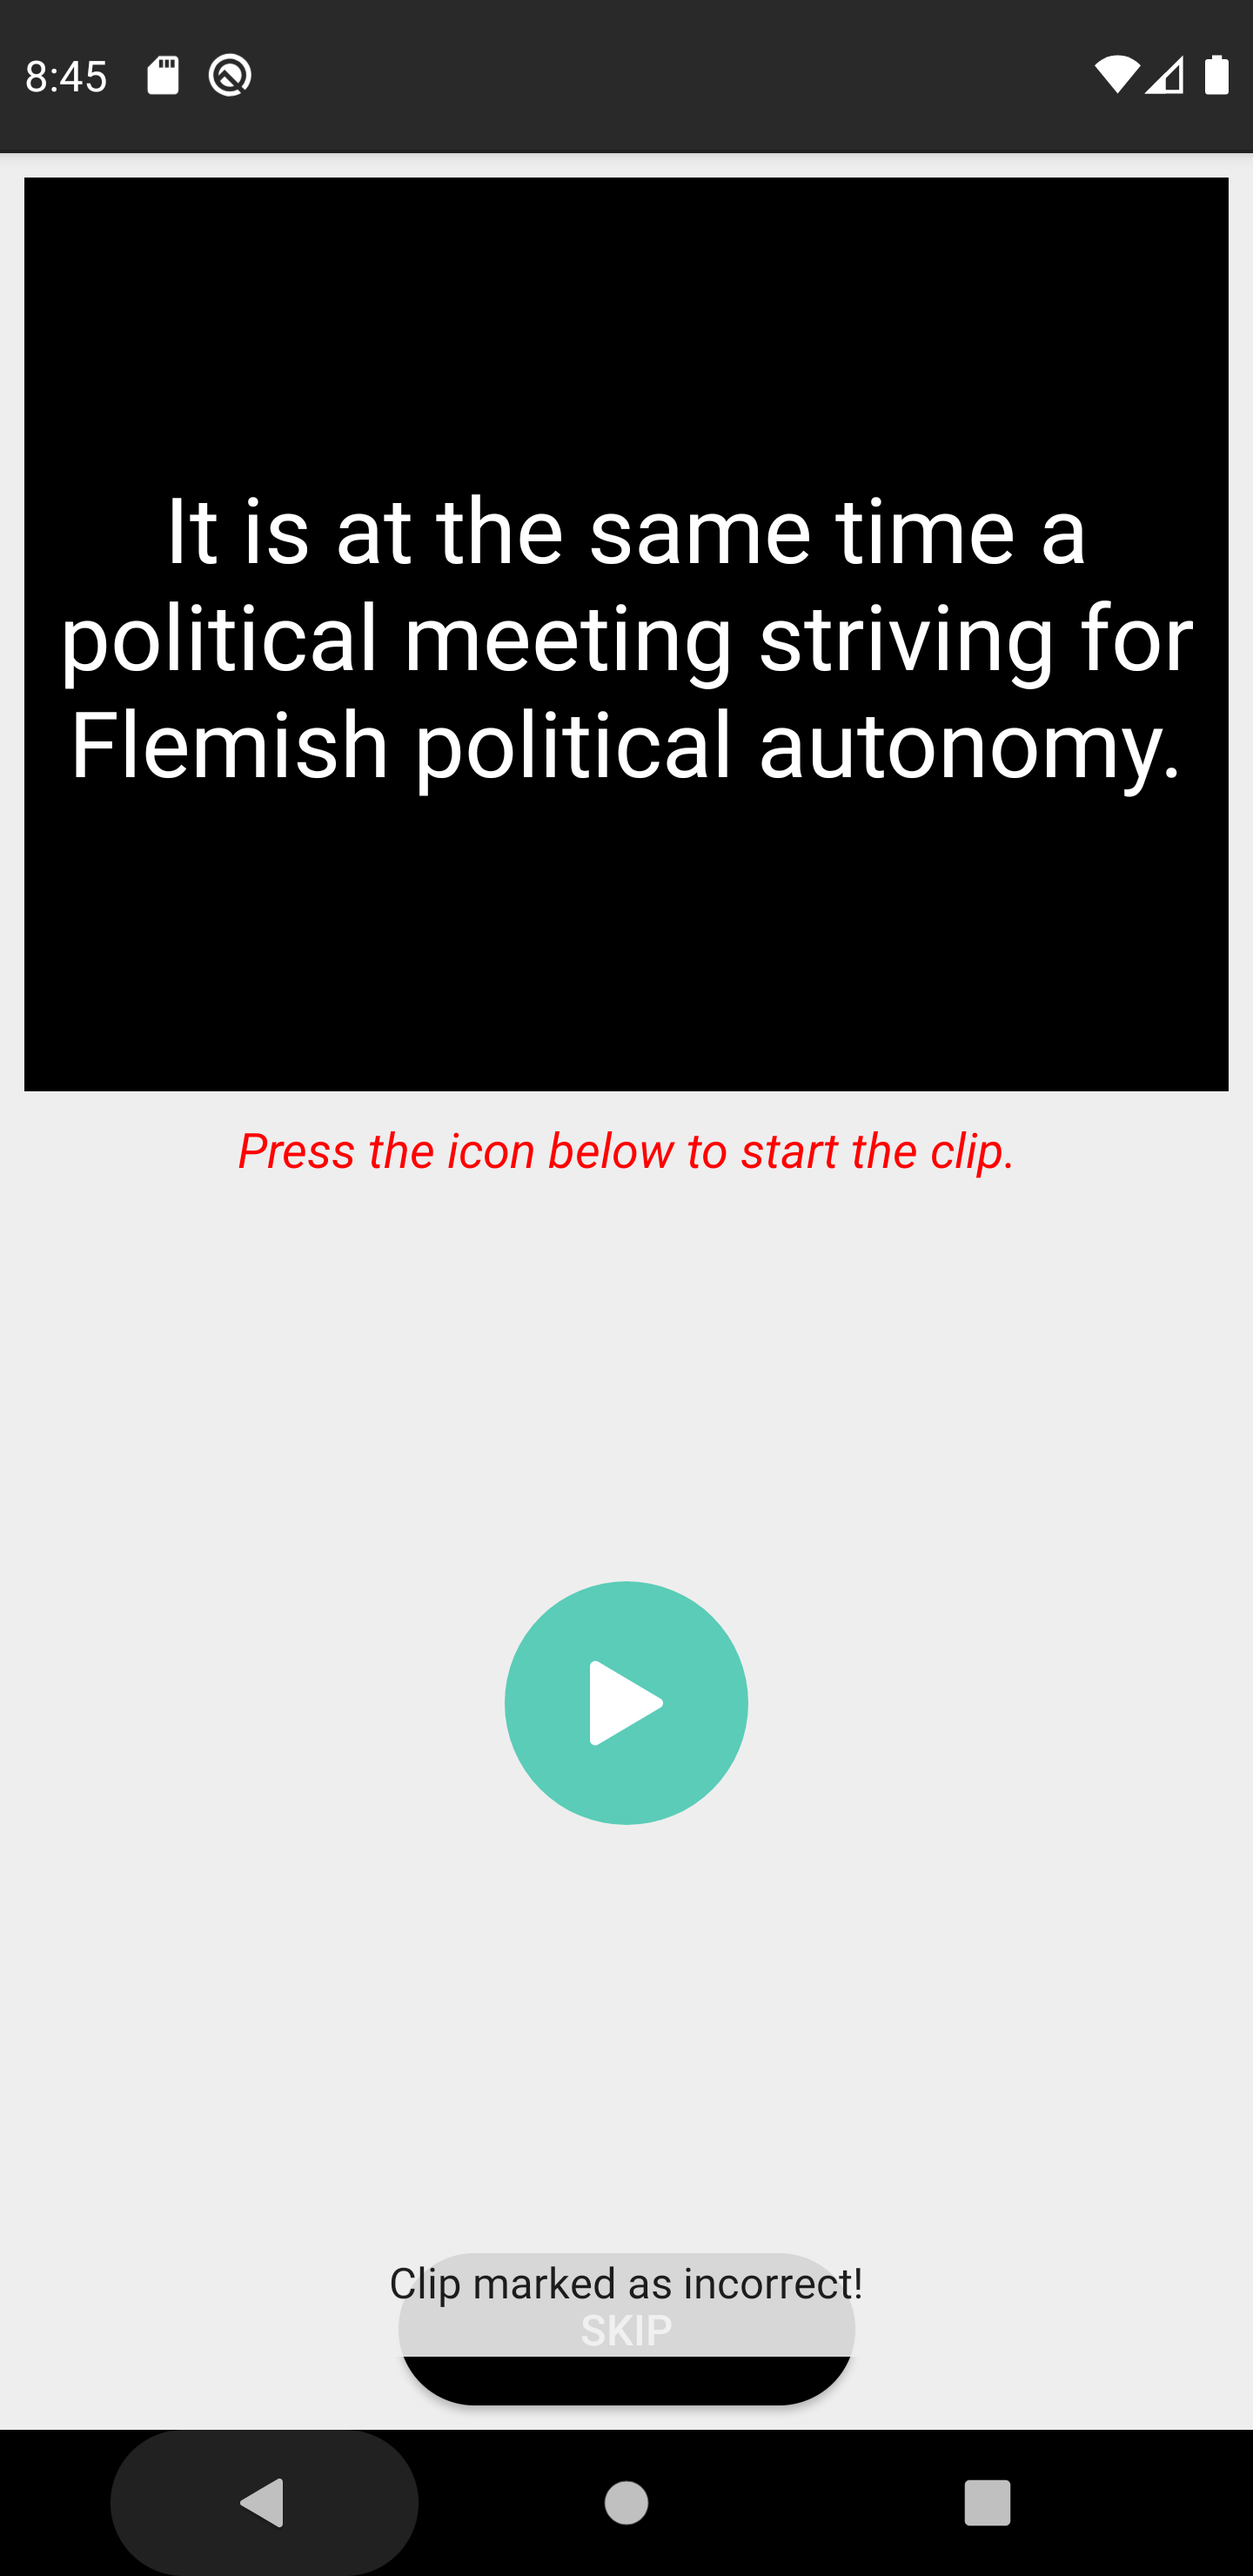 8:45
It is at the same time a
political meeting striving for
Flemish political autonomy.
Press the icon below to start the clip.
Clip marked as incorrect!
SKIP